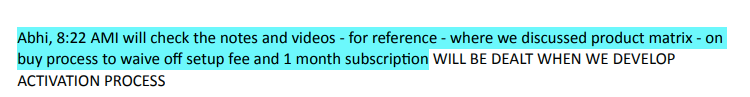 Abhi, 8:22 AMI will check the notes and videos - for reference - where we discussed product matrix - on
buy process to waive off setup fee and 1 month subscription WILL BE DEALT WHEN WE DEVELOP
ACTIVATION PROCESS